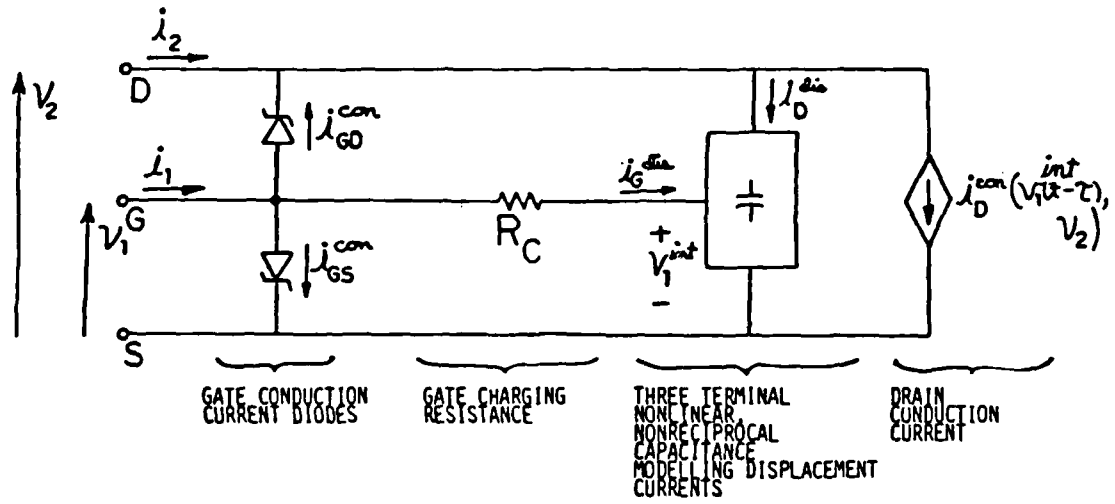 i₂
D
V₂
i_GD^con
i_D^dis
i₁
G
V₁
i_G^dis
R_C
+
V₁^int
−
i_D^con(V₁^int(t-τ),
V₂)
i_GS^con
S
GATE CONDUCTION
CURRENT DIODES
GATE CHARGING
RESISTANCE
THREE TERMINAL
NONLINEAR,
NONRECIPROCAL
CAPACITANCE
MODELLING DISPLACEMENT
CURRENTS
DRAIN
CONDUCTION
CURRENT